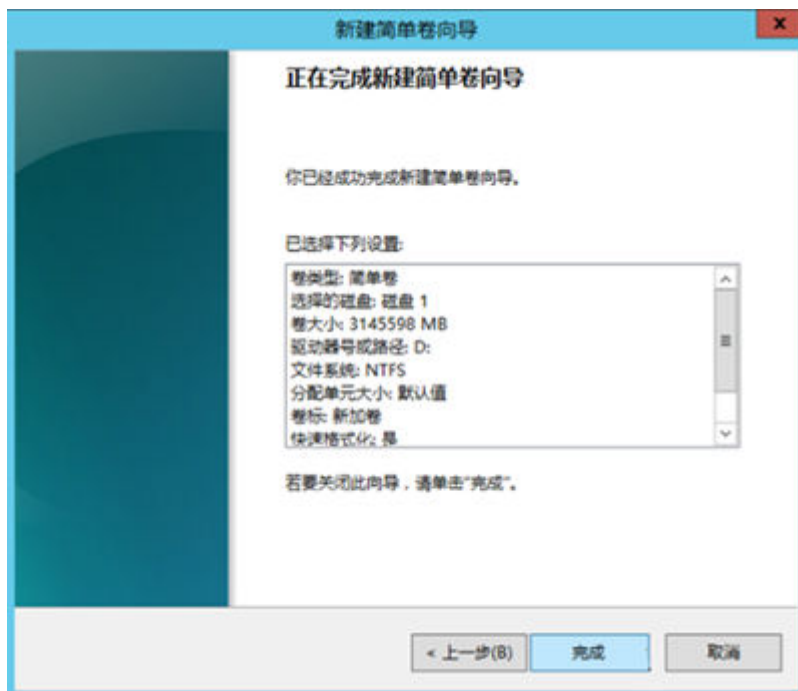 新建简单卷向导
x
正在完成新建简单卷向导
你已经成功完成新建简单卷向导。
已选择下列设置:
卷类型: 简单卷
选择的磁盘: 磁盘 1
卷大小: 3145598 MB
驱动器号或路径: D:
文件系统: NTFS
分配单元大小: 默认值
卷标: 新加卷
快速格式化: 是
若要关闭此向导，请单击"完成"。
< 上一步(B)
完成
取消